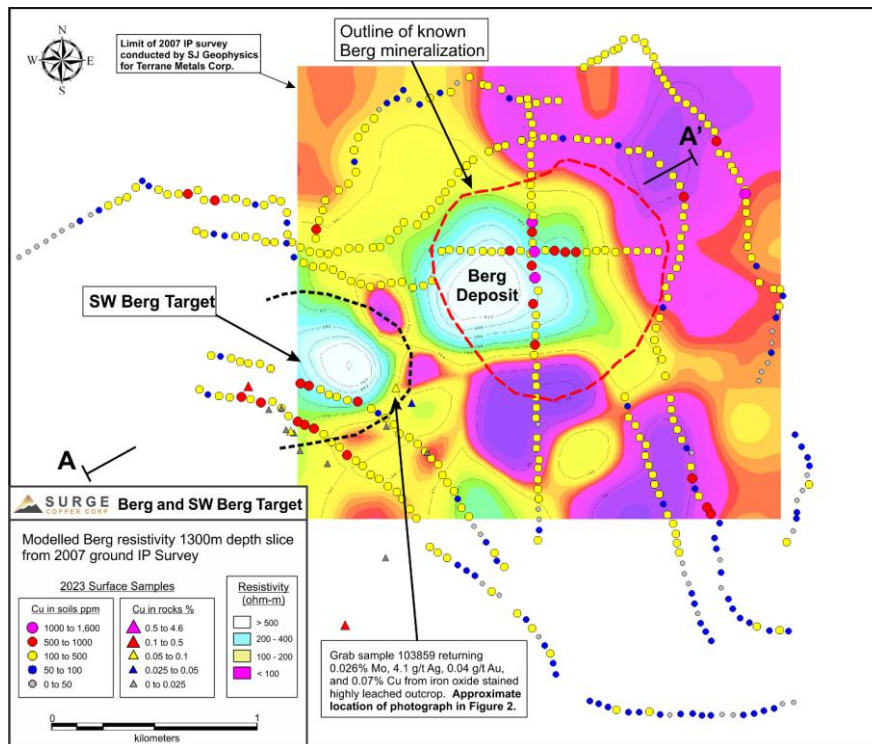 N
W
E
S
Limit of 2007 IP survey
conducted by SJ Geophysics
for Terrane Metals Corp.
Outline of known
Berg mineralization
A'
Berg
Deposit
SW Berg Target
A
SURGE
COPPER CORP
Berg and SW Berg Target
Modelled Berg resistivity 1300m depth slice
from 2007 ground IP Survey
2023 Surface Samples
Cu in soils ppm
1000 to 1,600
500 to 1000
100 to 500
50 to 100
0 to 50
Cu in rocks %
0.5 to 4.6
0.1 to 0.5
0.05 to 0.1
0.025 to 0.05
0 to 0.025
Resistivity
(ohm-m)
> 500
200 - 400
100 - 200
< 100
0
1
kilometers
Grab sample 103859 returning
0.026% Mo, 4.1 g/t Ag, 0.04 g/t Au,
and 0.07% Cu from iron oxide stained
highly leached outcrop. Approximate
location of photograph in Figure 2.